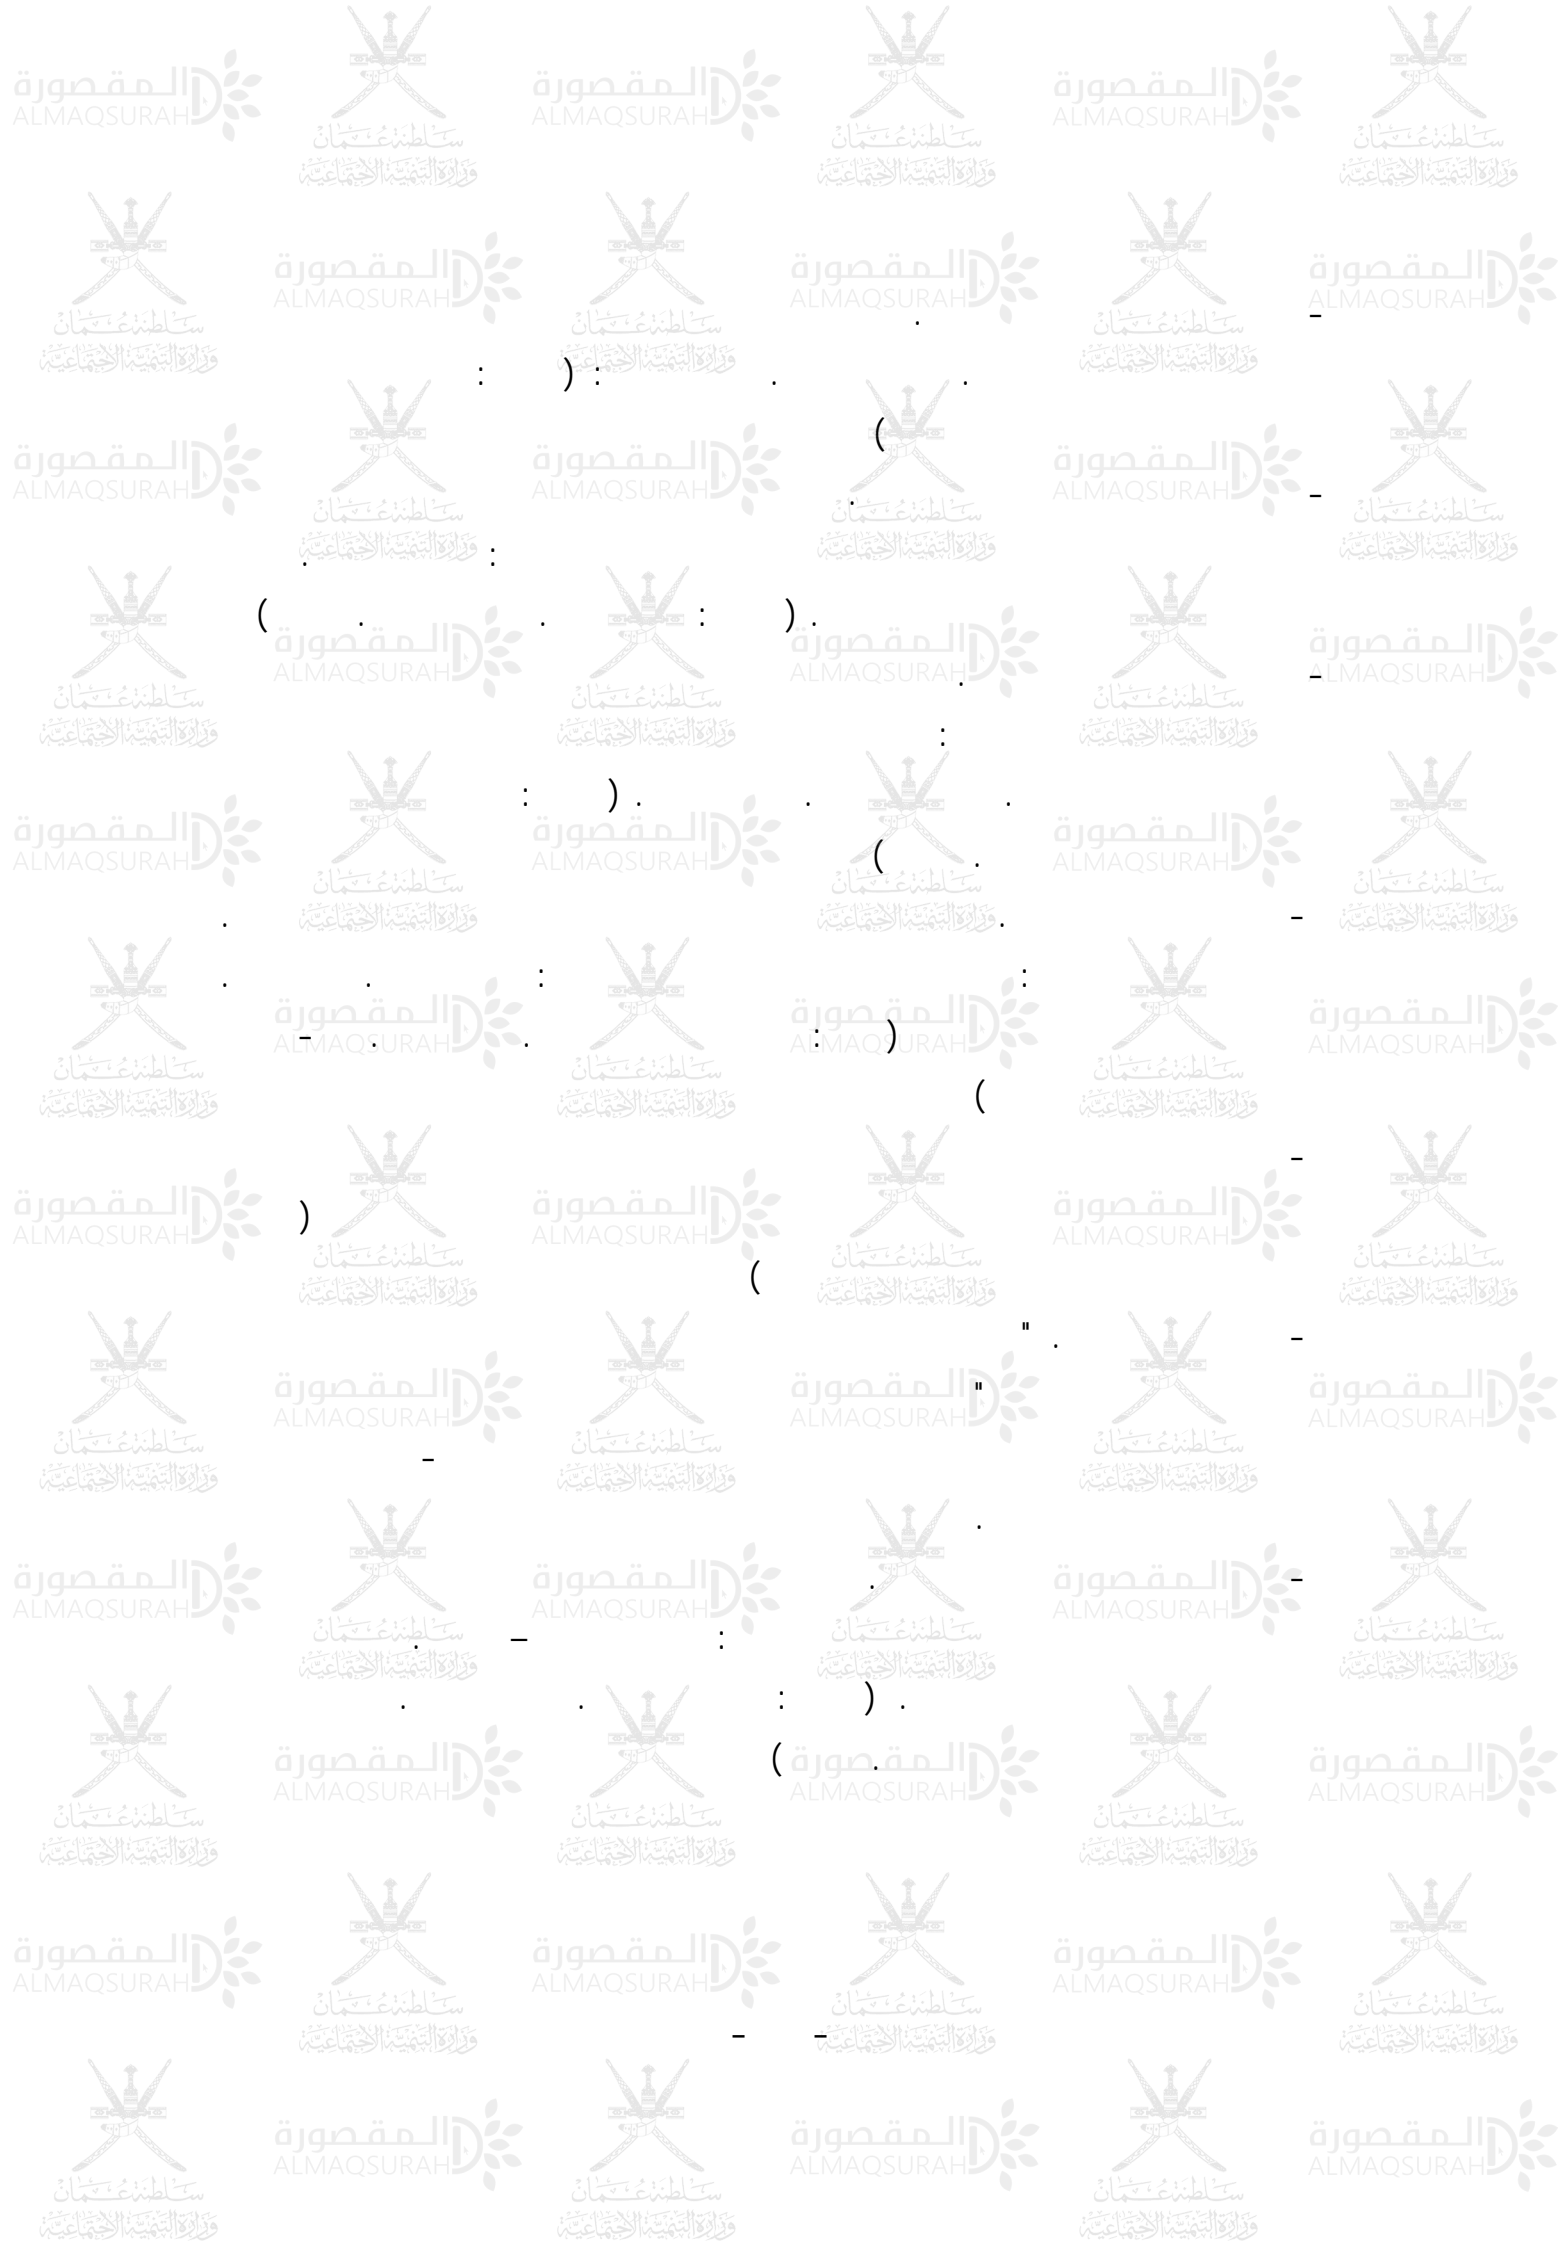 المقصورة
ALMAQSURAH
سلطنة عمان
وزارة التنمية الاجتماعية
– .
. . : ( :
)
– .
: .
. ( : . . )
– .
:
. . . ( :
. )
– . .
: : . .
( : . . –
)
–
(
)
– . "
"
–
.
– .
: – .
. ( : . .
. )
– –